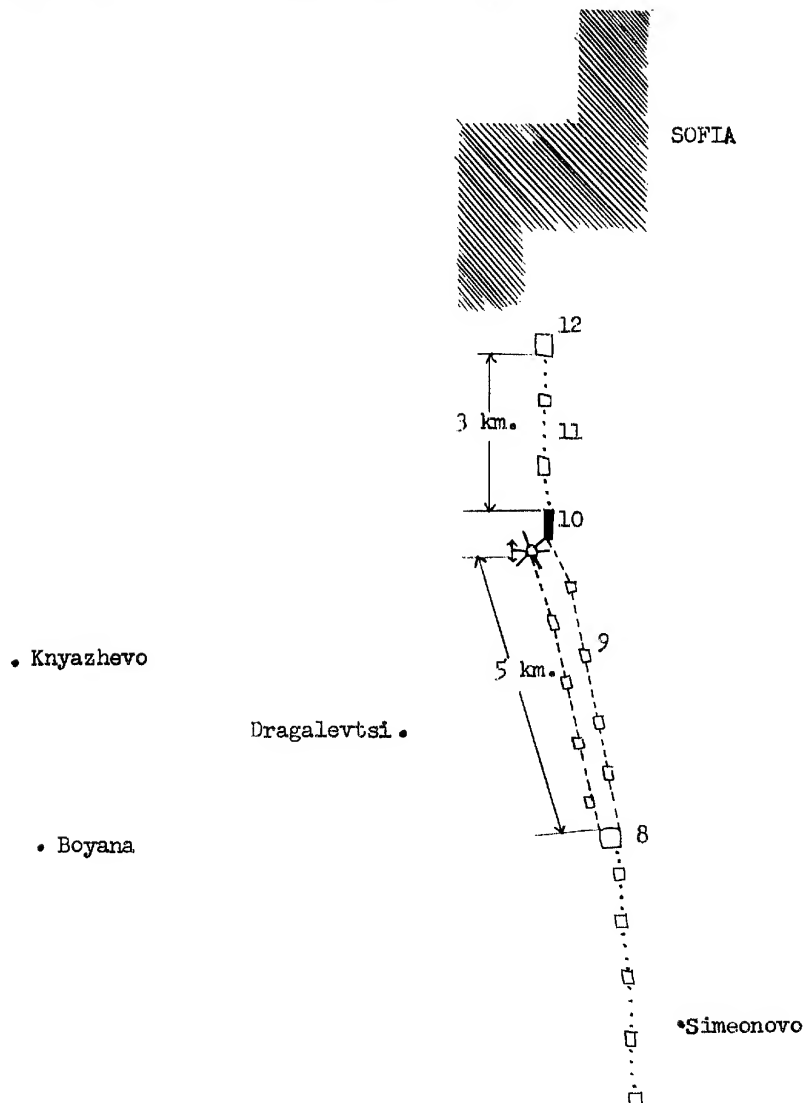 SOFIA
12
3 km.
11
10
9
• Knyazhevo
5 km.
Dragalevtsi •
8
• Boyana
•Simeonovo